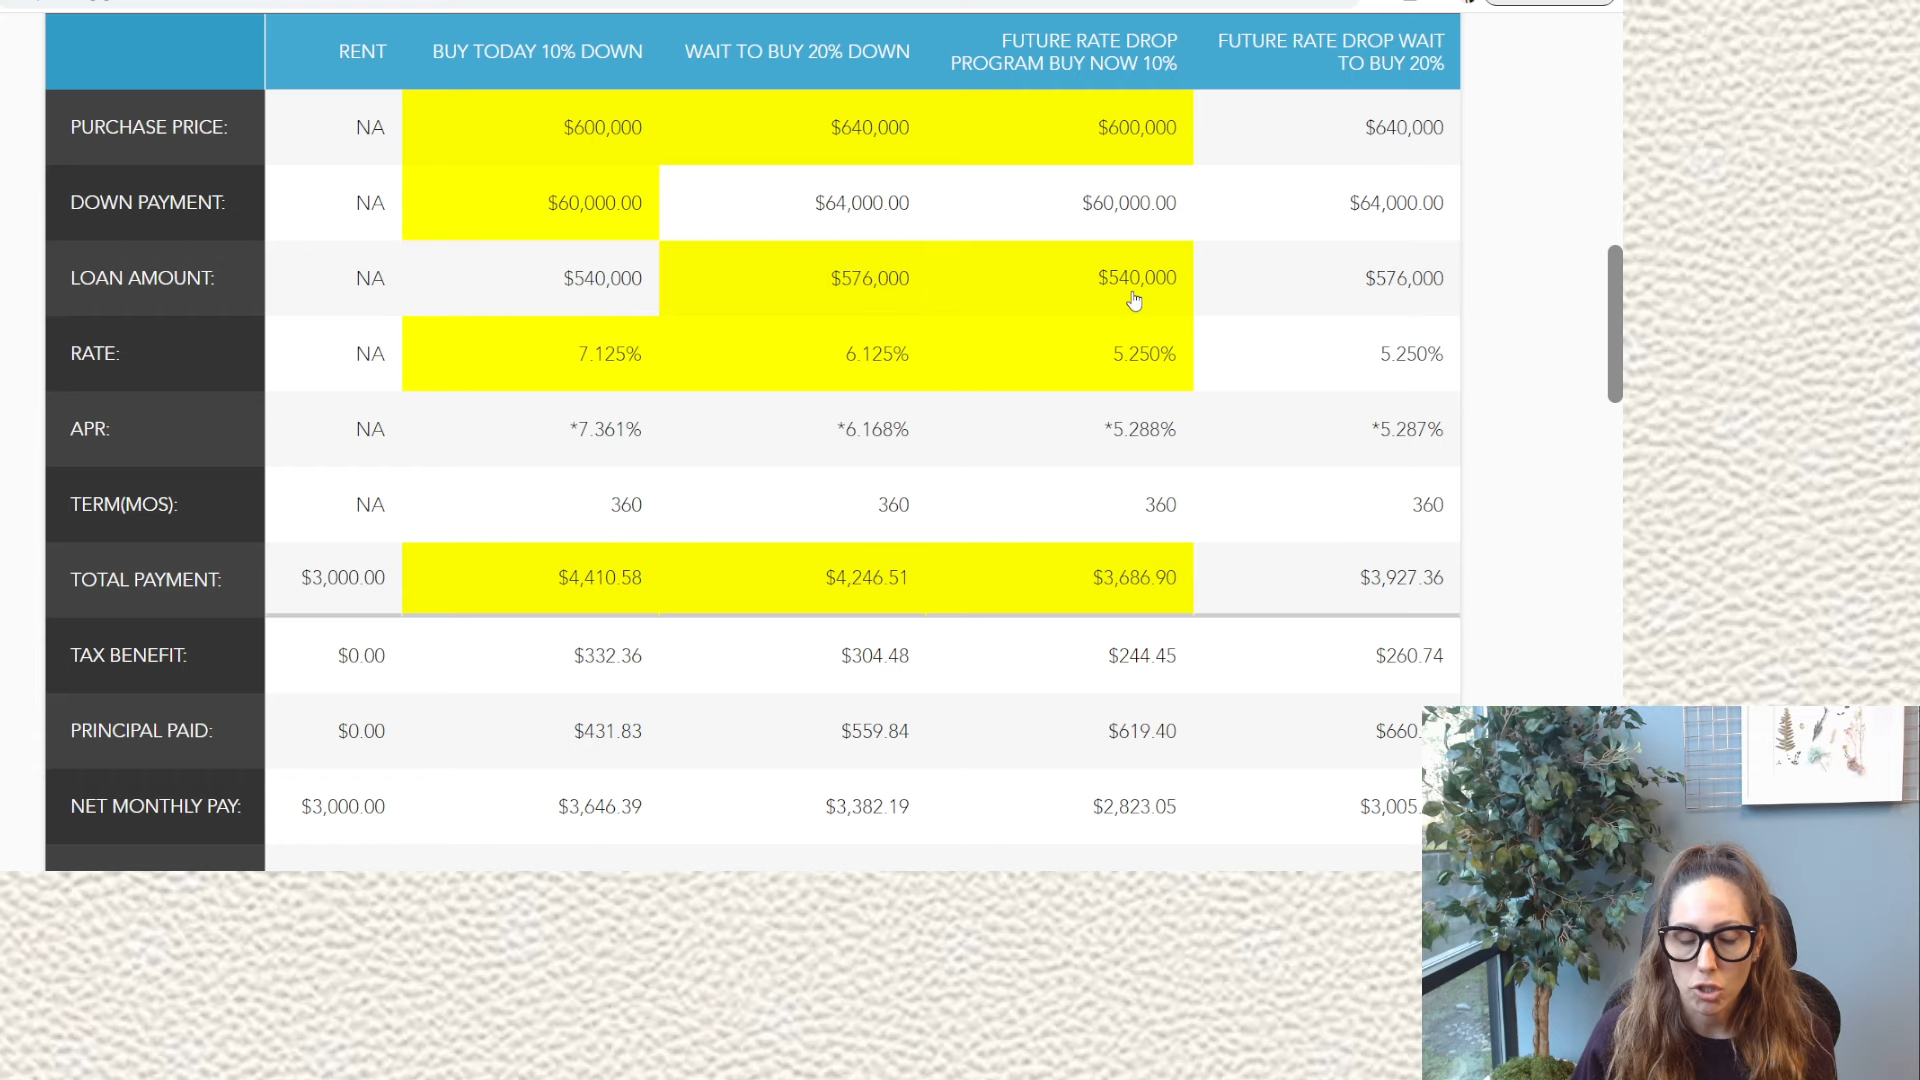 RENT BUY TODAY 10% DOWN WAIT TO BUY 20% DOWN FUTURE RATE DROP PROGRAM BUY NOW 10% FUTURE RATE DROP WAIT TO BUY 20%
PURCHASE PRICE: NA $600,000 $640,000 $600,000 $640,000
DOWN PAYMENT: NA $60,000.00 $64,000.00 $60,000.00 $64,000.00
LOAN AMOUNT: NA $540,000 $576,000 $540,000 $576,000
RATE: NA 7.125% 6.125% 5.250% 5.250%
APR: NA *7.361% *6.168% *5.288% *5.287%
TERM(MOS): NA 360 360 360 360
TOTAL PAYMENT: $3,000.00 $4,410.58 $4,246.51 $3,686.90 $3,927.36
TAX BENEFIT: $0.00 $332.36 $304.48 $244.45 $260.74
PRINCIPAL PAID: $0.00 $431.83 $559.84 $619.40 $660.
NET MONTHLY PAY: $3,000.00 $3,646.39 $3,382.19 $2,823.05 $3,005.